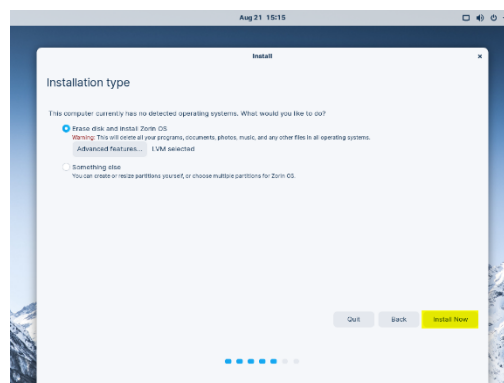 Aug 21 15:15
Install
Installation type
This computer currently has no detected operating systems. What would you like to do?
Erase disk and install Zorin OS
Warning: This will delete all your programs, documents, photos, music, and any other files in all operating systems.
Advanced features... LVM selected
Something else
You can create or resize partitions yourself, or choose multiple partitions for Zorin OS.
Quit Back Install Now